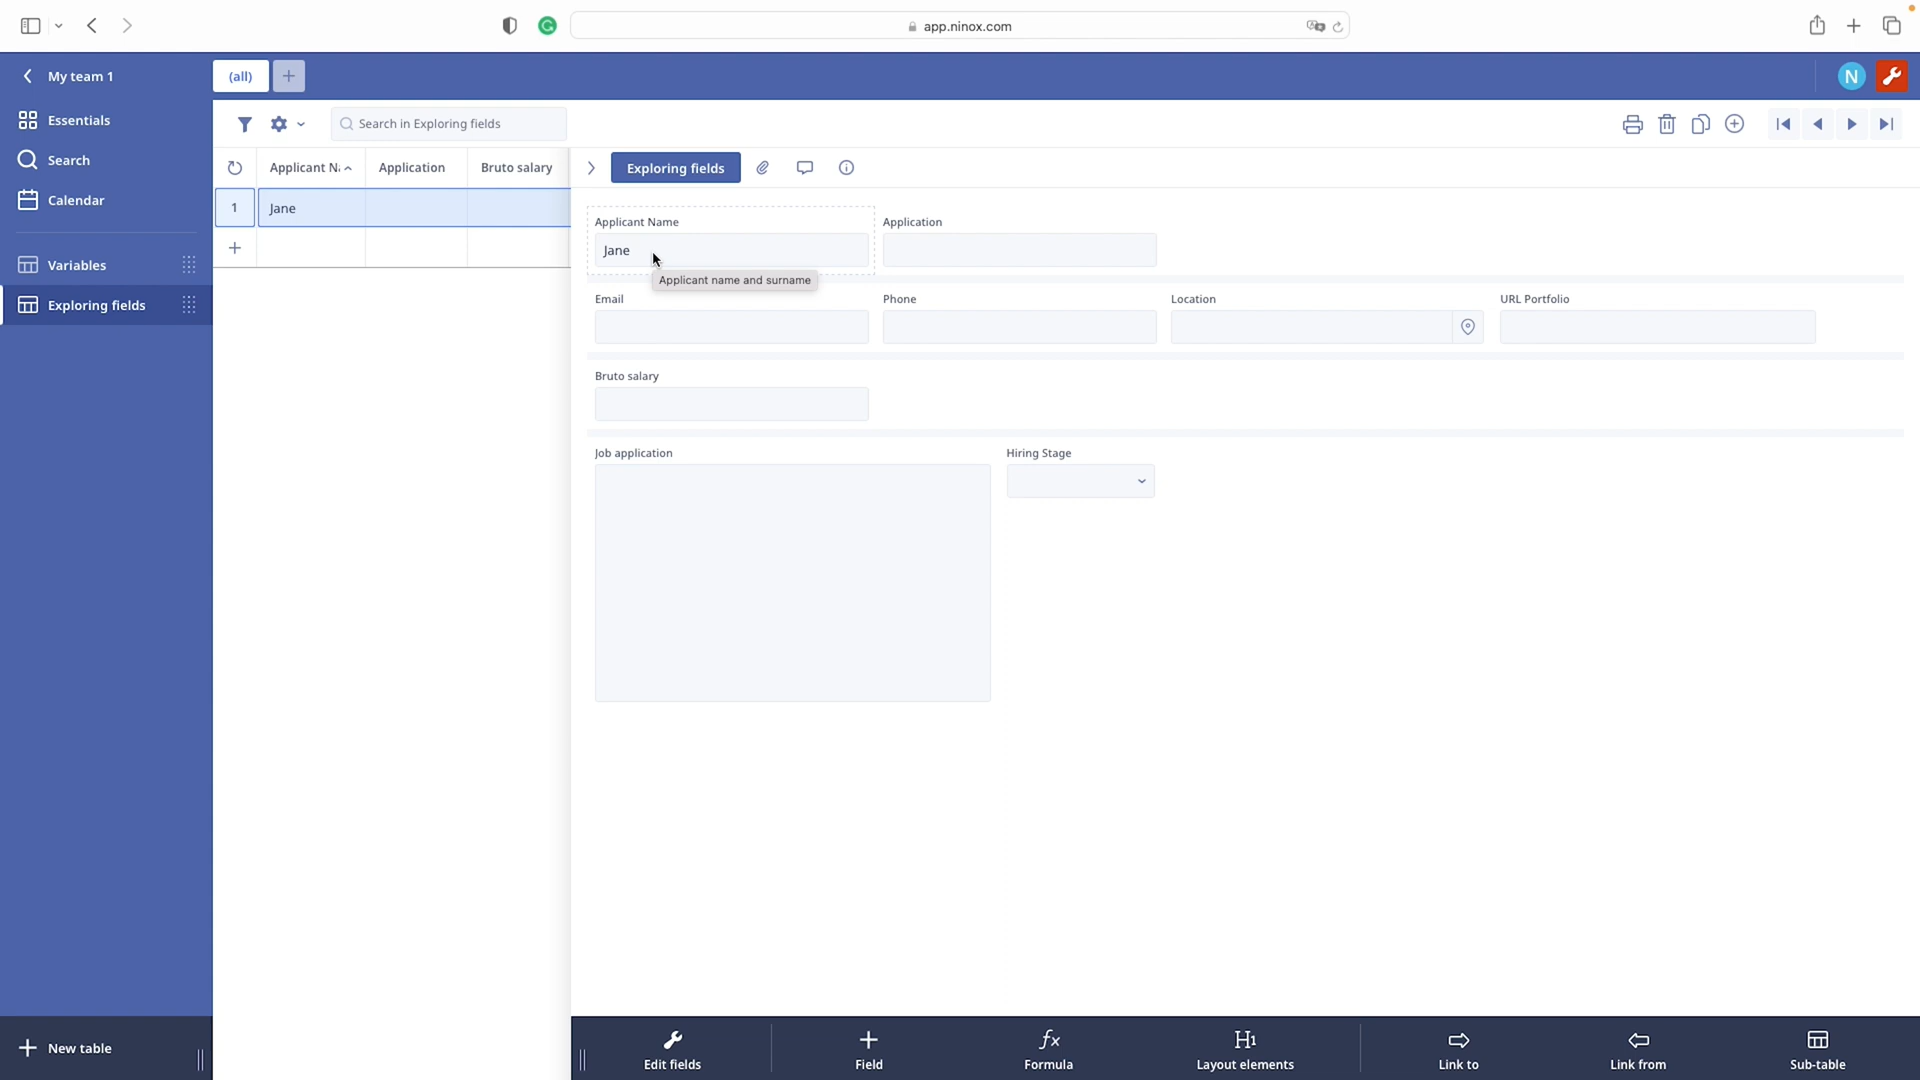 app.ninox.com
My team 1
(all)
N
Essentials
Search
Calendar
Variables
Exploring fields
New table
Search in Exploring fields
Applicant Na
Application
Bruto salary
1
Jane
Exploring fields
Applicant Name
Application
Jane
Applicant name and surname
Email
Phone
Location
URL Portfolio
Bruto salary
Job application
Hiring Stage
Edit fields
Field
fx
Formula
H1
Layout elements
Link to
Link from
Sub-table